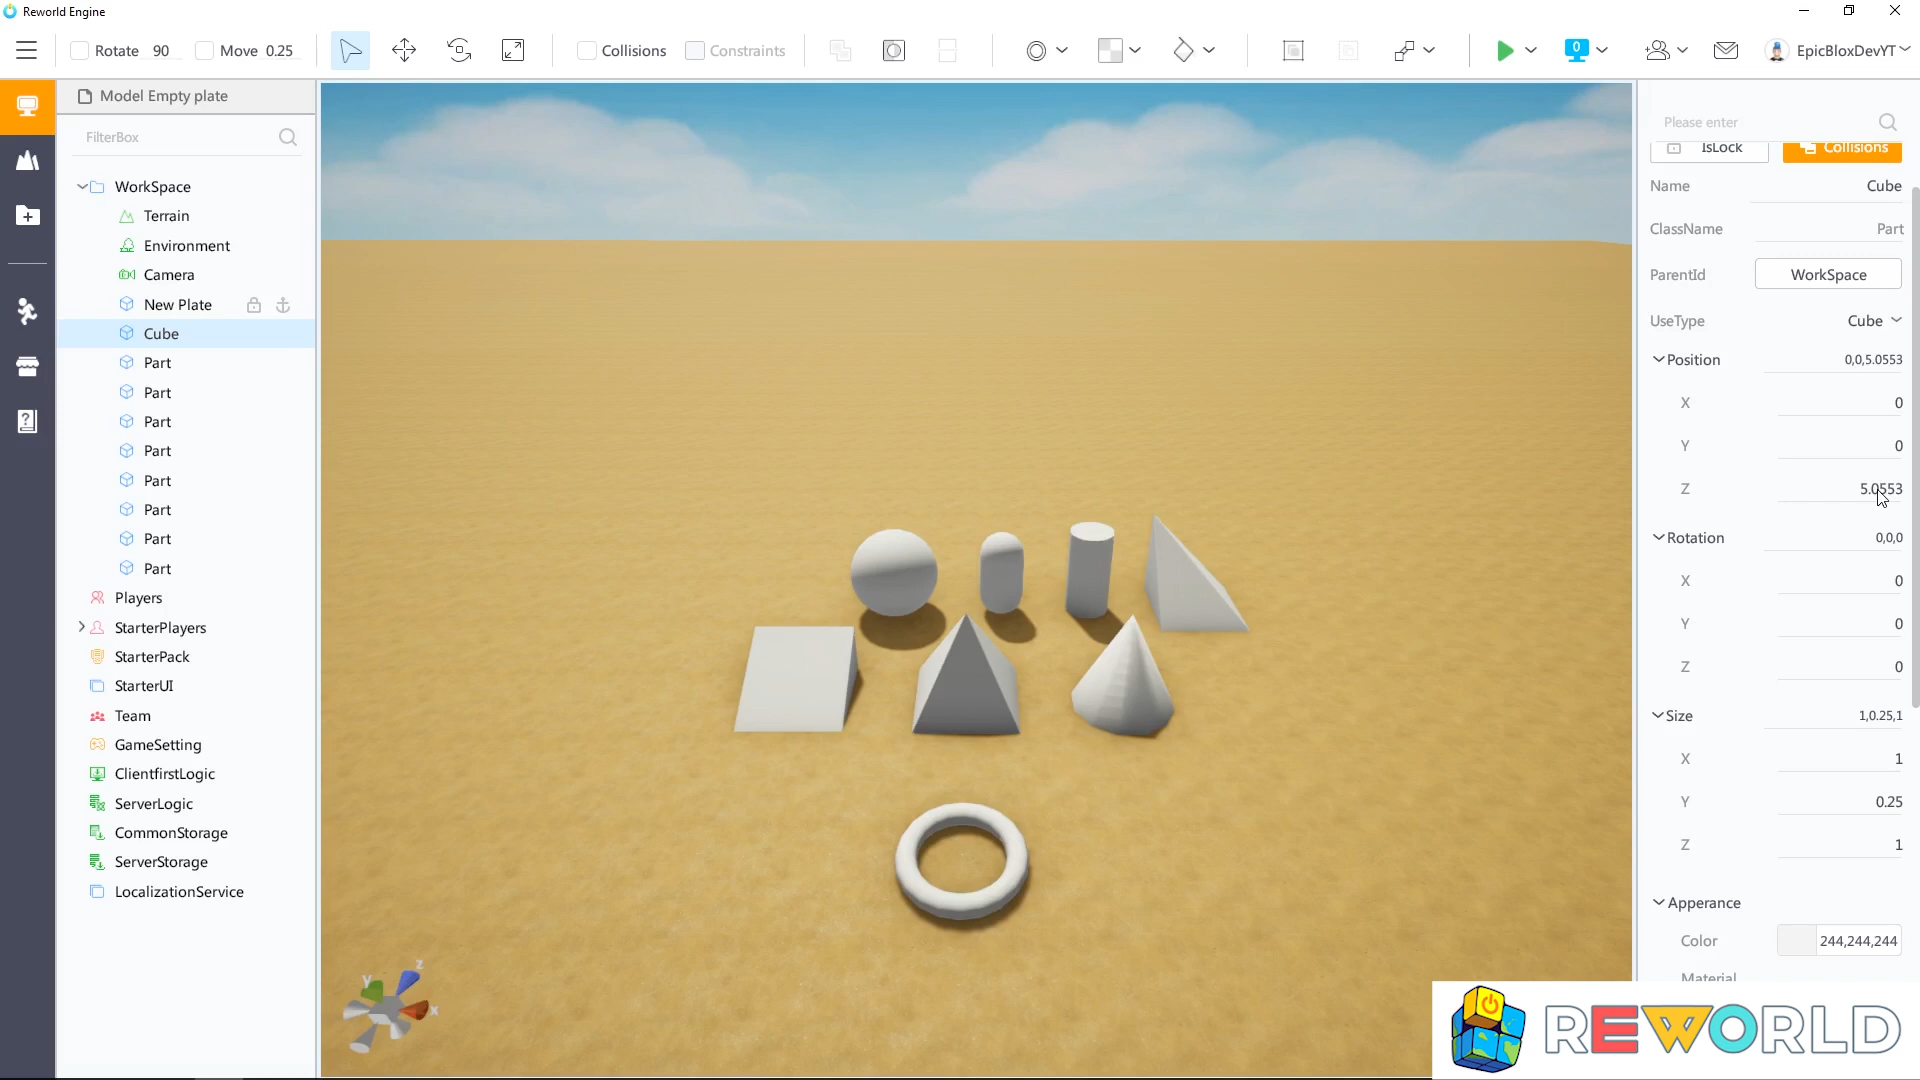 Reworld Engine
Rotate 90 Move 0.25 Collisions Constraints 0 EpicBloxDevYT
Model Empty plate
FilterBox
WorkSpace
Terrain
Environment
Camera
New Plate
Cube
Part
Part
Part
Part
Part
Part
Part
Part
Players
StarterPlayers
StarterPack
StarterUI
Team
GameSetting
ClientfirstLogic
ServerLogic
CommonStorage
ServerStorage
LocalizationService
Y Z X
Please enter
IsLock Collisions
Name Cube
ClassName Part
ParentId WorkSpace
UseType Cube
Position 0,0,5.0553
X 0
Y 0
Z 5.0553
Rotation 0,0,0
X 0
Y 0
Z 0
Size 1,0.25,1
X 1
Y 0.25
Z 1
Apperance
Color 244,244,244
Material
REWORLD